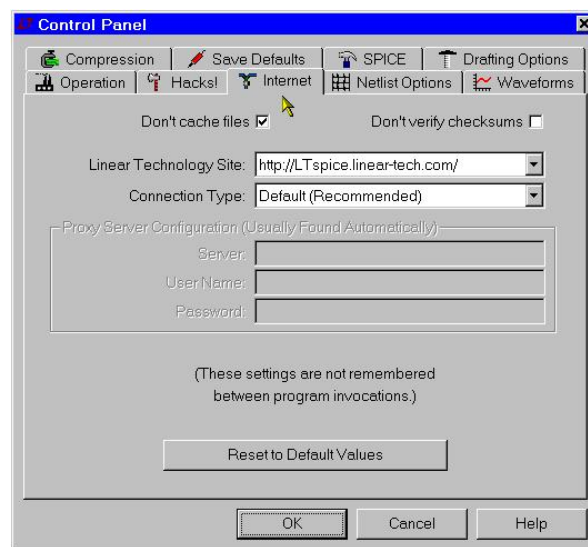 Control Panel
Compression Save Defaults SPICE Drafting Options
Operation Hacks! Internet Netlist Options Waveforms
Don't cache files Don't verify checksums
Linear Technology Site: http://LTspice.linear-tech.com/
Connection Type: Default (Recommended)
Proxy Server Configuration (Usually Found Automatically)
Server:
User Name:
Password:
(These settings are not remembered
between program invocations.)
Reset to Default Values
OK Cancel Help